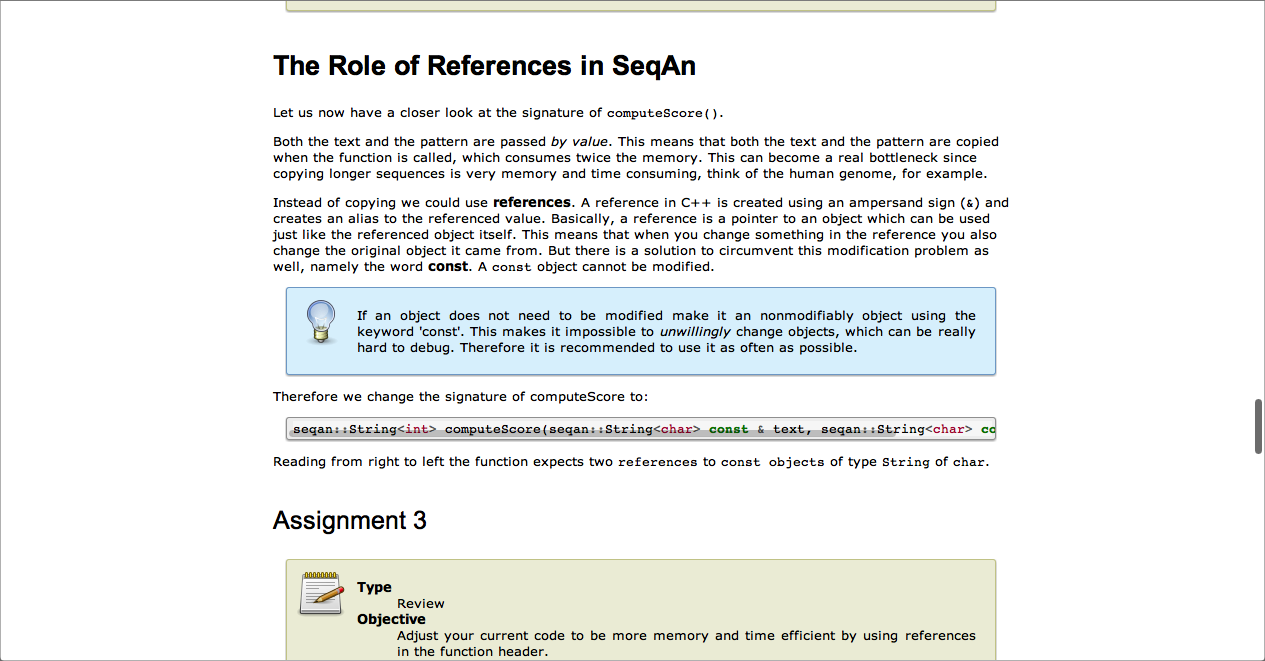 The Role of References in SeqAn
Let us now have a closer look at the signature of computeScore().
Both the text and the pattern are passed by value. This means that both the text and the pattern are copied
when the function is called, which consumes twice the memory. This can become a real bottleneck since
copying longer sequences is very memory and time consuming, think of the human genome, for example.
Instead of copying we could use references. A reference in C++ is created using an ampersand sign (&) and
creates an alias to the referenced value. Basically, a reference is a pointer to an object which can be used
just like the referenced object itself. This means that when you change something in the reference you also
change the original object it came from. But there is a solution to circumvent this modification problem as
well, namely the word const. A const object cannot be modified.
If an object does not need to be modified make it an nonmodifiably object using the
keyword 'const'. This makes it impossible to unwillingly change objects, which can be really
hard to debug. Therefore it is recommended to use it as often as possible.
Therefore we change the signature of computeScore to:
seqan::String<int> computeScore(seqan::String<char> const & text, seqan::String<char> co
Reading from right to left the function expects two references to const objects of type String of char.
Assignment 3
Type
Review
Objective
Adjust your current code to be more memory and time efficient by using references
in the function header.